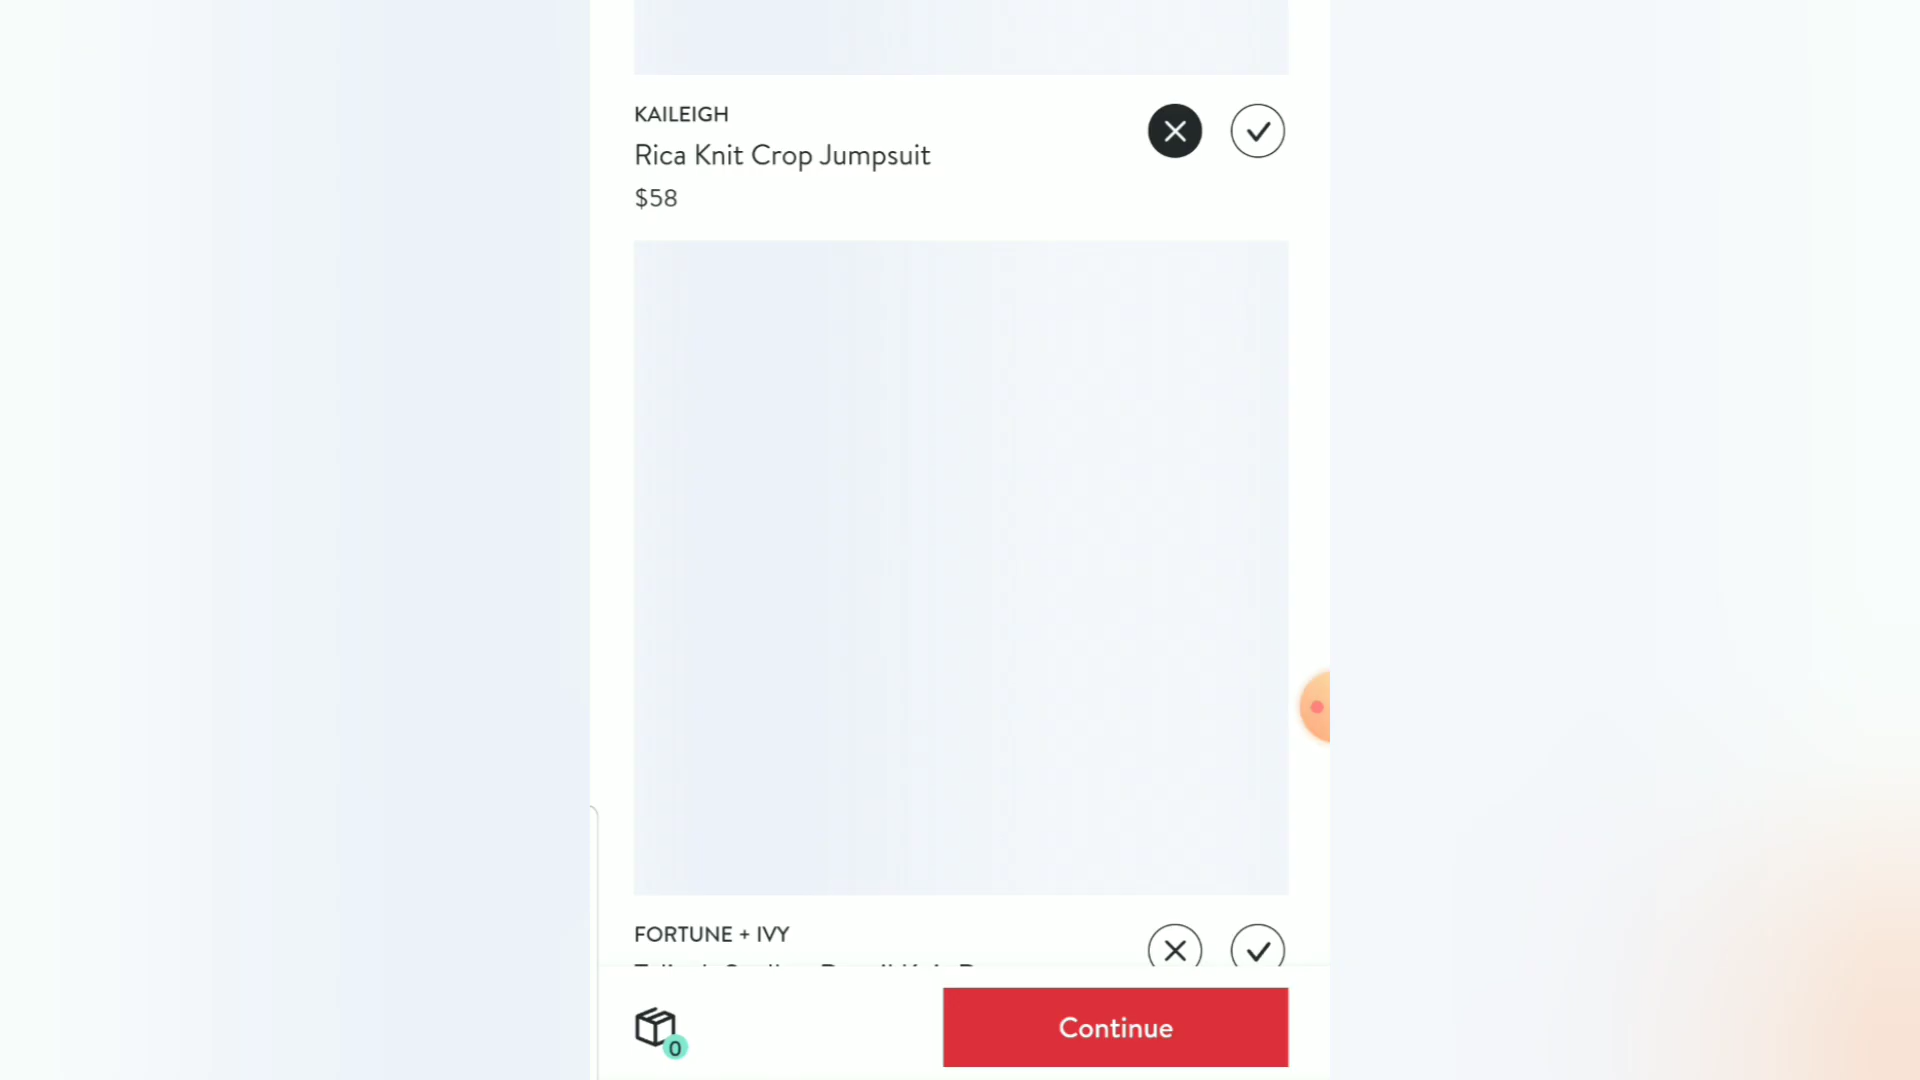 KAILEIGH
Rica Knit Crop Jumpsuit
$58
FORTUNE + IVY
0
Continue